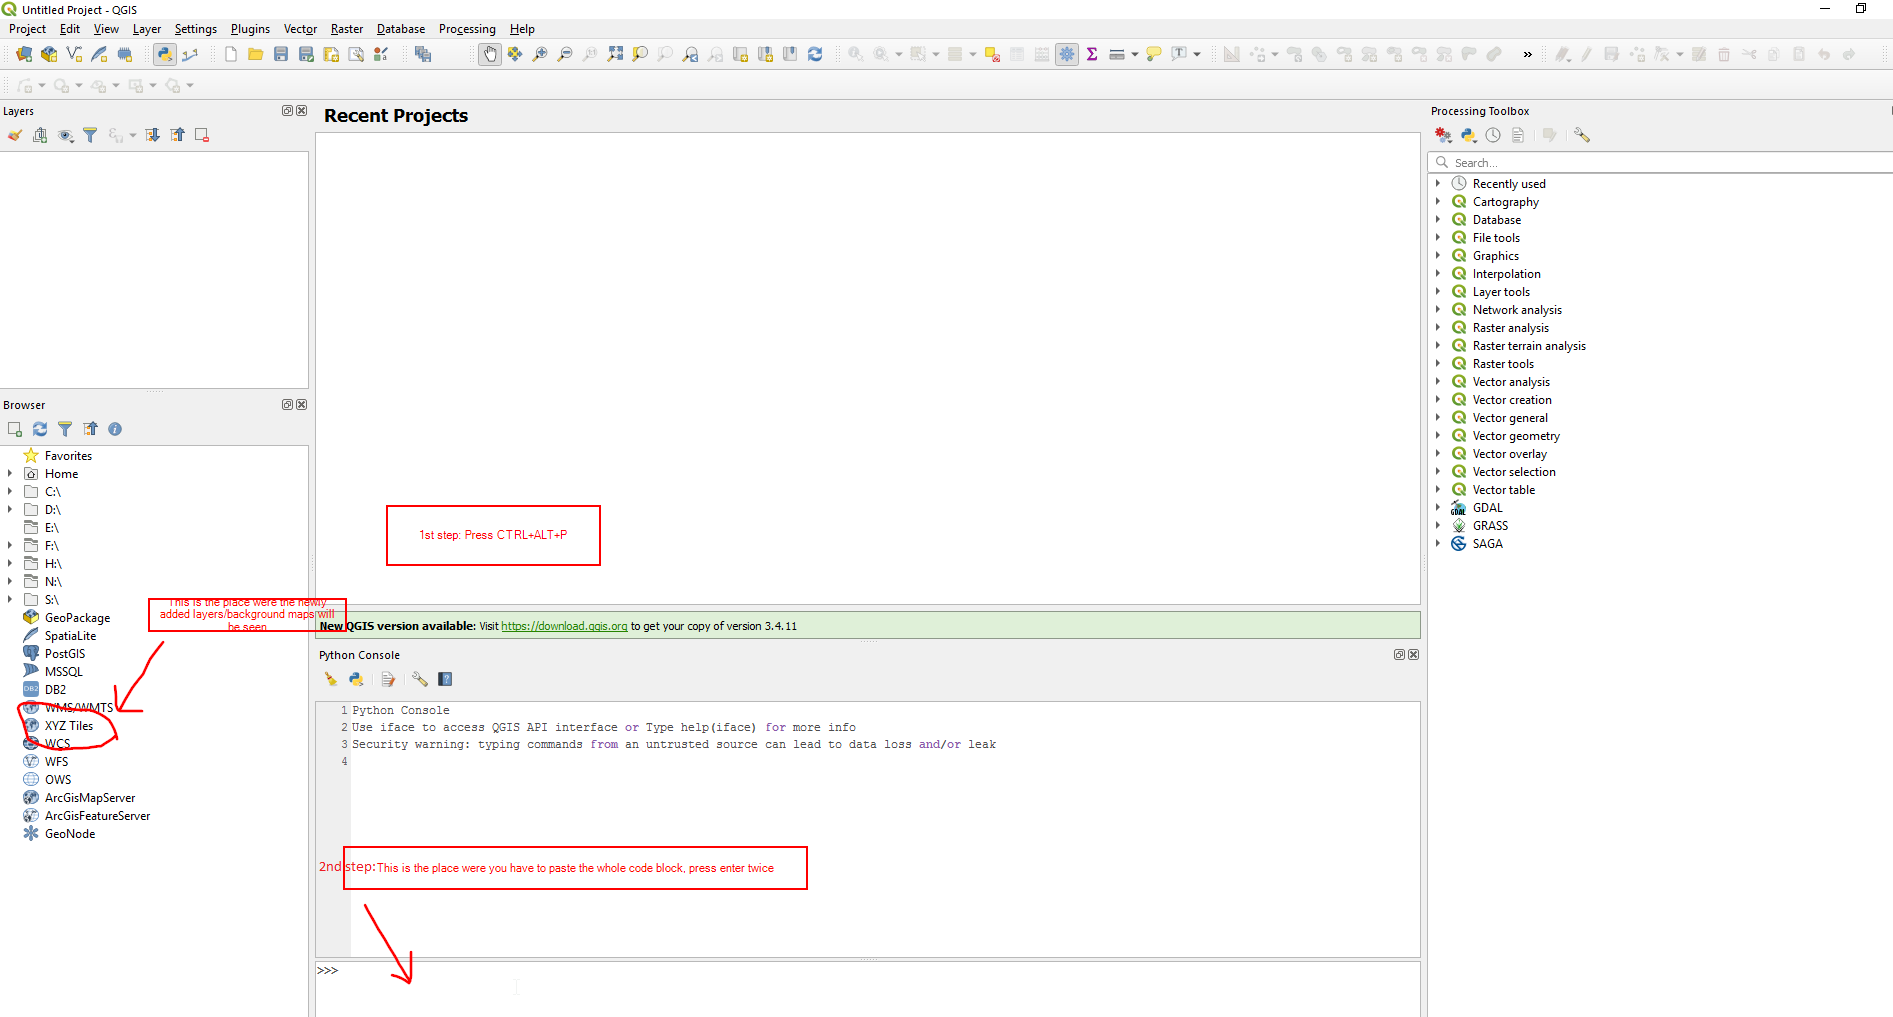 Untitled Project - QGIS
Project Edit View Layer Settings Plugins Vector Raster Database Processing Help
Layers
Recent Projects
Processing Toolbox
Search...
Recently used
Cartography
Database
File tools
Graphics
Interpolation
Layer tools
Network analysis
Raster analysis
Raster terrain analysis
Raster tools
Vector analysis
Vector creation
Vector general
Vector geometry
Vector overlay
Vector selection
Vector table
GDAL
GRASS
SAGA
Browser
Favorites
Home
C:\
D:\
E:\
F:\
H:\
N:\
S:\
GeoPackage
SpatiaLite
PostGIS
MSSQL
DB2
WMS/WMTS
XYZ Tiles
WCS
WFS
OWS
ArcGisMapServer
ArcGisFeatureServer
GeoNode
1st step: Press CTRL+ALT+P
This is the place were the newly
added layers/background maps will
be seen
New QGIS version available: Visit https://download.qgis.org to get your copy of version 3.4.11
Python Console
1 Python Console
2 Use iface to access QGIS API interface or Type help(iface) for more info
3 Security warning: typing commands from an untrusted source can lead to data loss and/or leak
4
2nd step: This is the place were you have to paste the whole code block, press enter twice
>>>